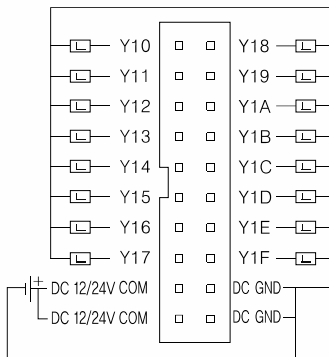 Y10 Y18
Y11 Y19
Y12 Y1A
Y13 Y1B
Y14 Y1C
Y15 Y1D
Y16 Y1E
Y17 Y1F
DC 12/24V COM DC GND
DC 12/24V COM DC GND